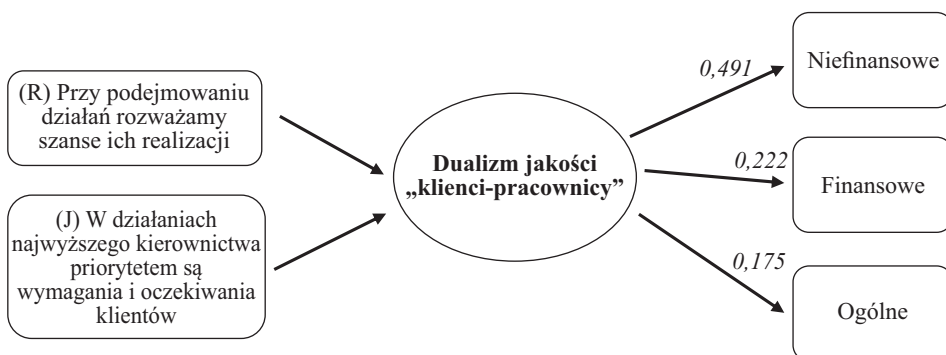 (R) Przy podejmowaniu
działań rozważamy
szanse ich realizacji
(J) W działaniach
najwyższego kierownictwa
priorytetem są
wymagania i oczekiwania
klientów
Dualizm jakości
„klienci-pracownicy”
0,491
0,222
0,175
Niefinansowe
Finansowe
Ogólne